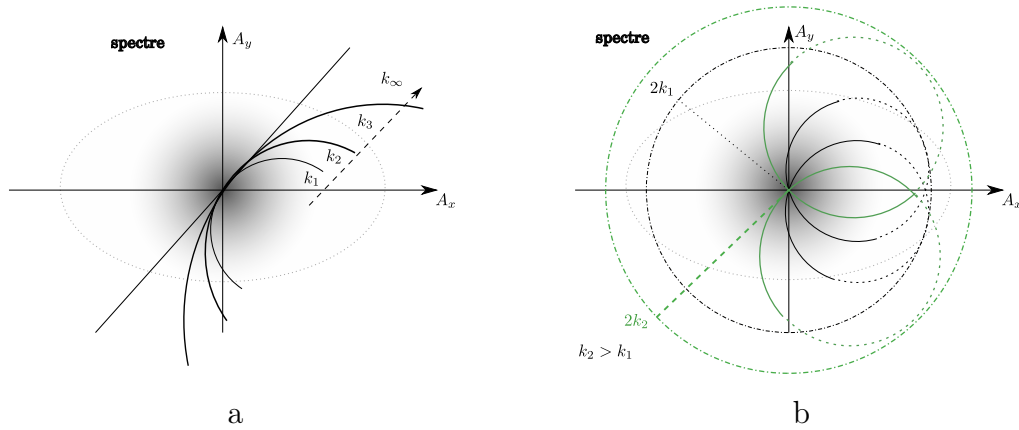 spectre
A_y
k_∞
k_3
k_2
k_1
A_x
a
spectre
A_y
2k_1
A_x
2k_2
k_2 > k_1
b